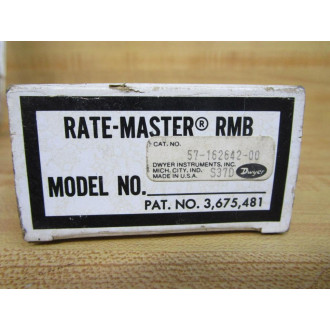 RATE-MASTER® RMB
CAT. NO.
57-162642-00
DWYER INSTRUMENTS, INC.
MICH. CITY, IND.
MADE IN U.S.A.
S37D
Dwyer
MODEL NO.
PAT. NO. 3,675,481